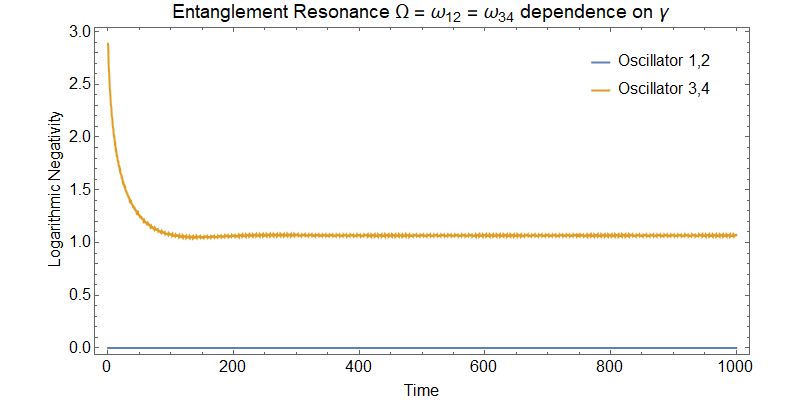 Entanglement Resonance Ω = ω₁₂ = ω₃₄ dependence on γ
Oscillator 1,2
Oscillator 3,4
Logarithmic Negativity
3.0
2.5
2.0
1.5
1.0
0.5
0.0
0 200 400 600 800 1000
Time